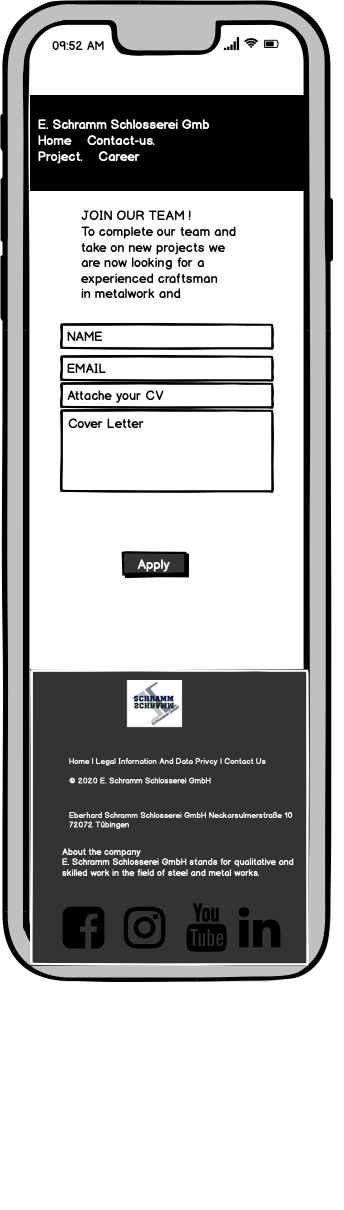 09:52 AM
E. Schramm Schlosserei Gmb
Home Contact-us.
Project. Career
JOIN OUR TEAM !
To complete our team and
take on new projects we
are now looking for a
experienced craftsman
in metalwork and
NAME
EMAIL
Attache your CV
Cover Letter
Apply
SCHRAMM
Home I Legal Infornation And Data Privcy I Contact Us
© 2020 E. Schramm Schlosserei GmbH
Eberhard Schramm Schlosserei GmbH Neckarsulmerstraße 10
72072 Tübingen
About the company
E. Schramm Schlosserei GmbH stands for qualitative and
skilled work in the field of steel and metal works.
You
Tube
in